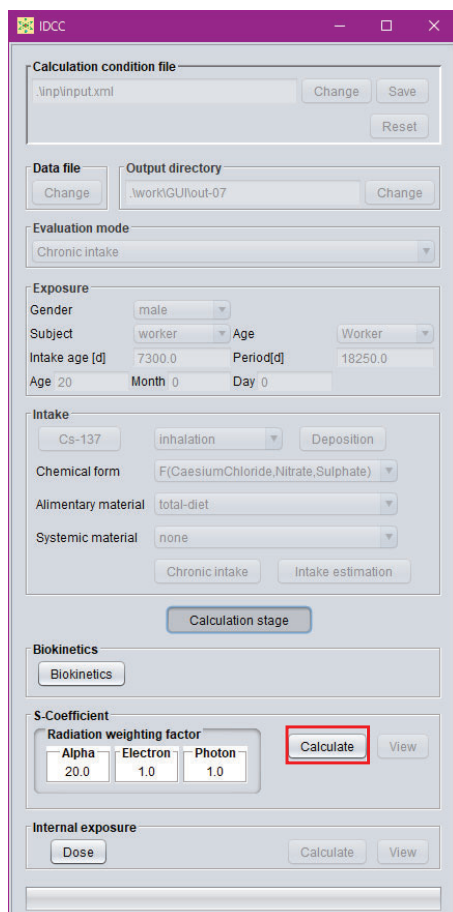 IDCC
Calculation condition file
.\inp\input.xml Change Save
Reset
Data file Output directory
Change .\work\GUI\out-07 Change
Evaluation mode
Chronic intake
Exposure
Gender male
Subject worker Age Worker
Intake age [d] 7300.0 Period[d] 18250.0
Age 20 Month 0 Day 0
Intake
Cs-137 inhalation Deposition
Chemical form F(CaesiumChloride,Nitrate,Sulphate)
Alimentary material total-diet
Systemic material none
Chronic intake Intake estimation
Calculation stage
Biokinetics
Biokinetics
S-Coefficient
Radiation weighting factor
Alpha Electron Photon Calculate View
20.0 1.0 1.0
Internal exposure
Dose Calculate View